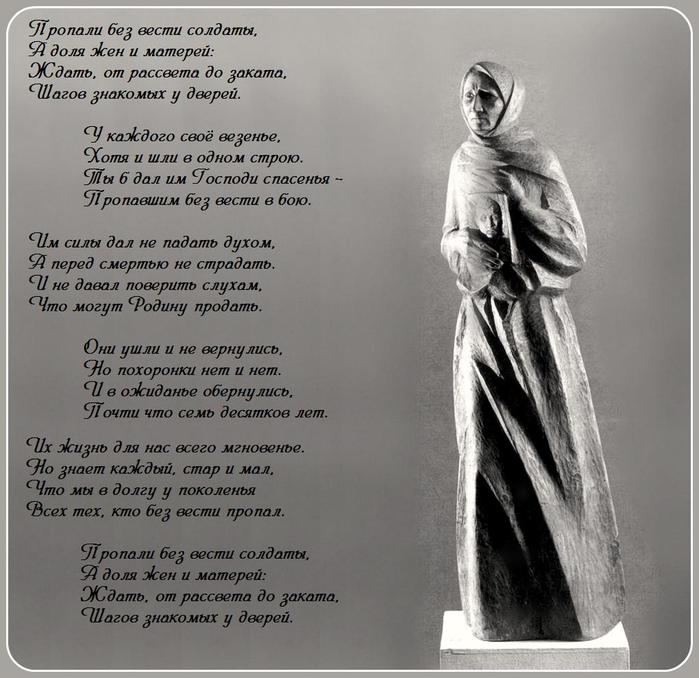 Пропали без вести солдаты,
А доля жен и матерей:
Ждать, от рассвета до заката,
Шагов знакомых у дверей.
У каждого своё везенье,
Хотя и шли в одном строю.
Ты б дал им Господи спасенья –
Пропавшим без вести в бою.
Им силы дал не падать духом,
А перед смертью не страдать.
И не давал поверить слухам,
Что могут Родину продать.
Они ушли и не вернулись,
Но похоронки нет и нет.
И в ожиданье обернулись,
Почти что семь десятков лет.
Их жизнь для нас всего мгновенье.
Но знает каждый, стар и мал,
Что мы в долгу у поколенья
Всех тех, кто без вести пропал.
Пропали без вести солдаты,
А доля жен и матерей:
Ждать, от рассвета до заката,
Шагов знакомых у дверей.